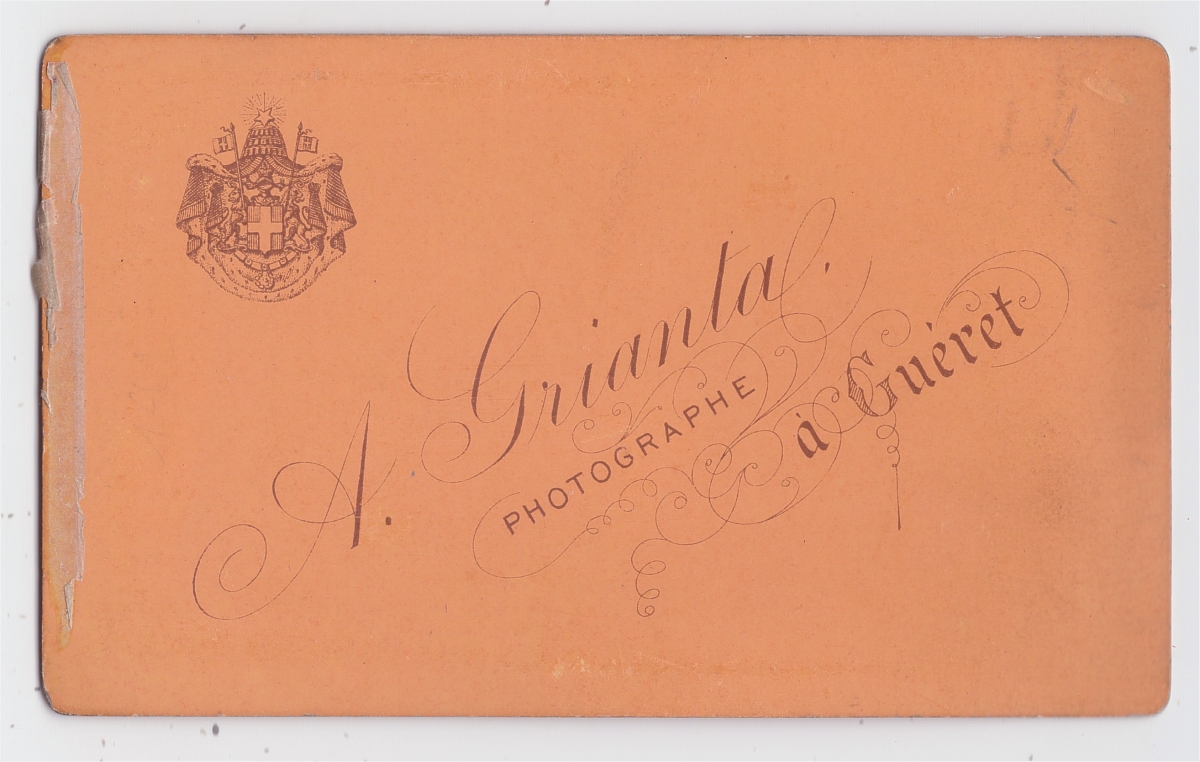 A. Grianta.
PHOTOGRAPHE
à Guéret